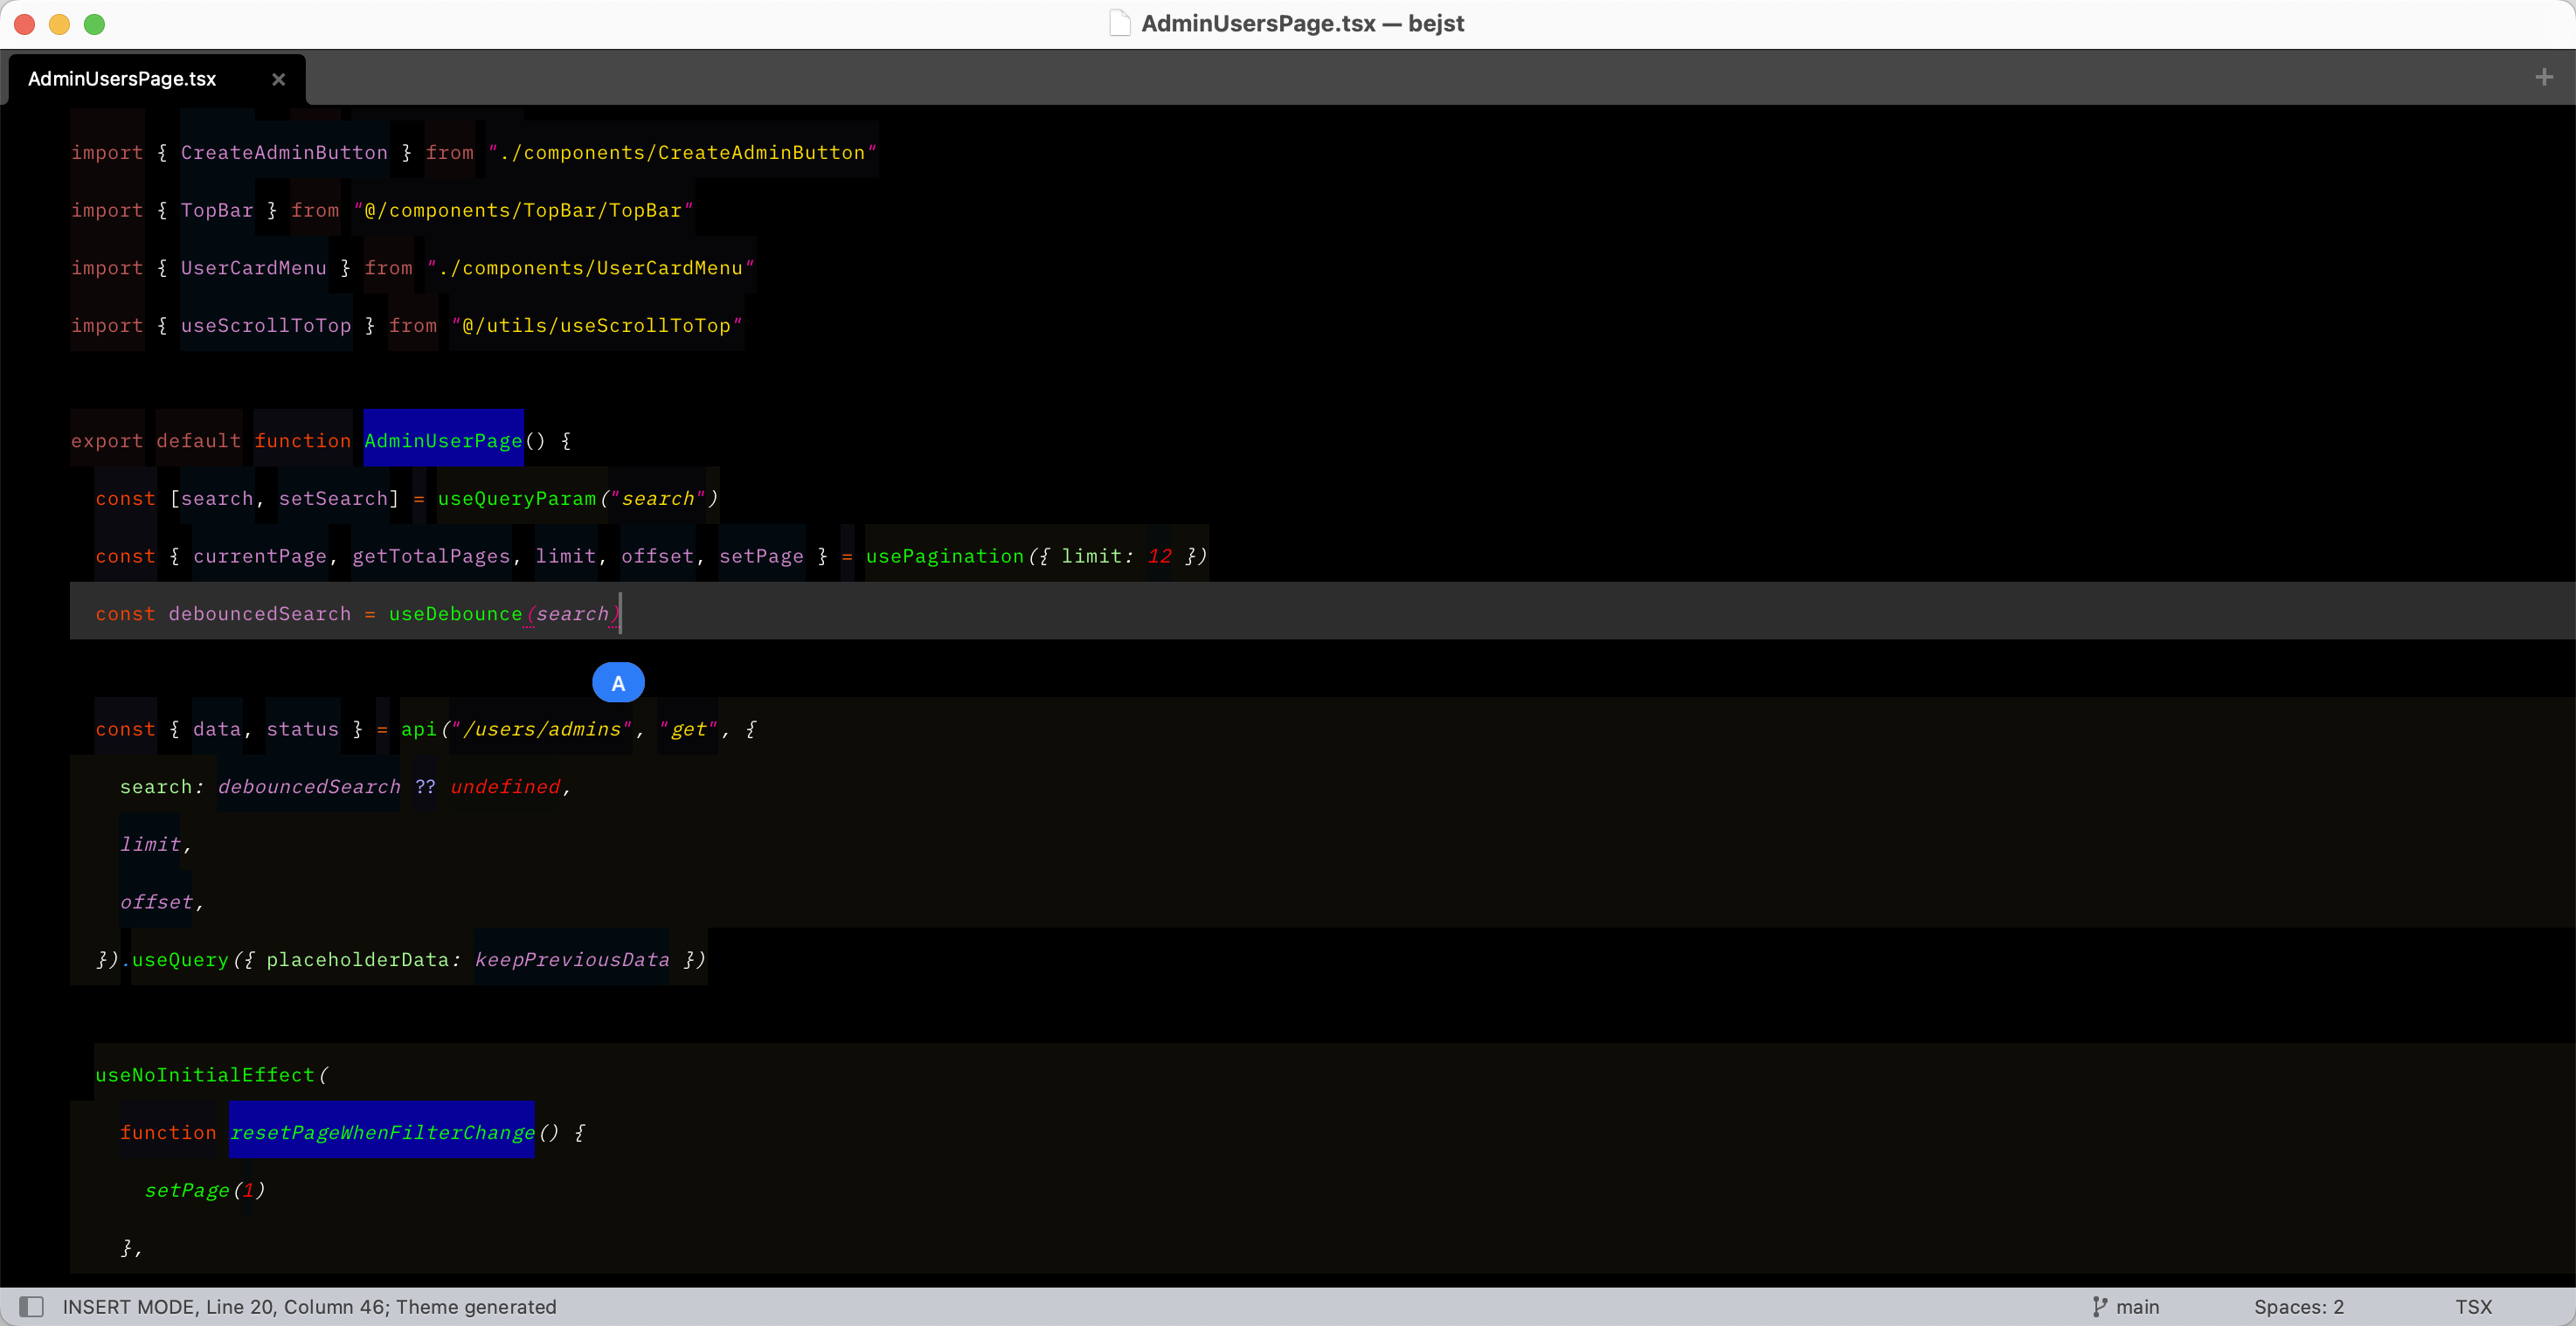 AdminUsersPage.tsx — bejst
AdminUsersPage.tsx
import { CreateAdminButton } from "./components/CreateAdminButton"
import { TopBar } from "@/components/TopBar/TopBar"
import { UserCardMenu } from "./components/UserCardMenu"
import { useScrollToTop } from "@/utils/useScrollToTop"
export default function AdminUserPage() {
const [search, setSearch] = useQueryParam("search")
const { currentPage, getTotalPages, limit, offset, setPage } = usePagination({ limit: 12 })
const debouncedSearch = useDebounce(search)
A
const { data, status } = api("/users/admins", "get", {
search: debouncedSearch ?? undefined,
limit,
offset,
}).useQuery({ placeholderData: keepPreviousData })
useNoInitialEffect(
function resetPageWhenFilterChange() {
setPage(1)
},
INSERT MODE, Line 20, Column 46; Theme generated
main
Spaces: 2
TSX